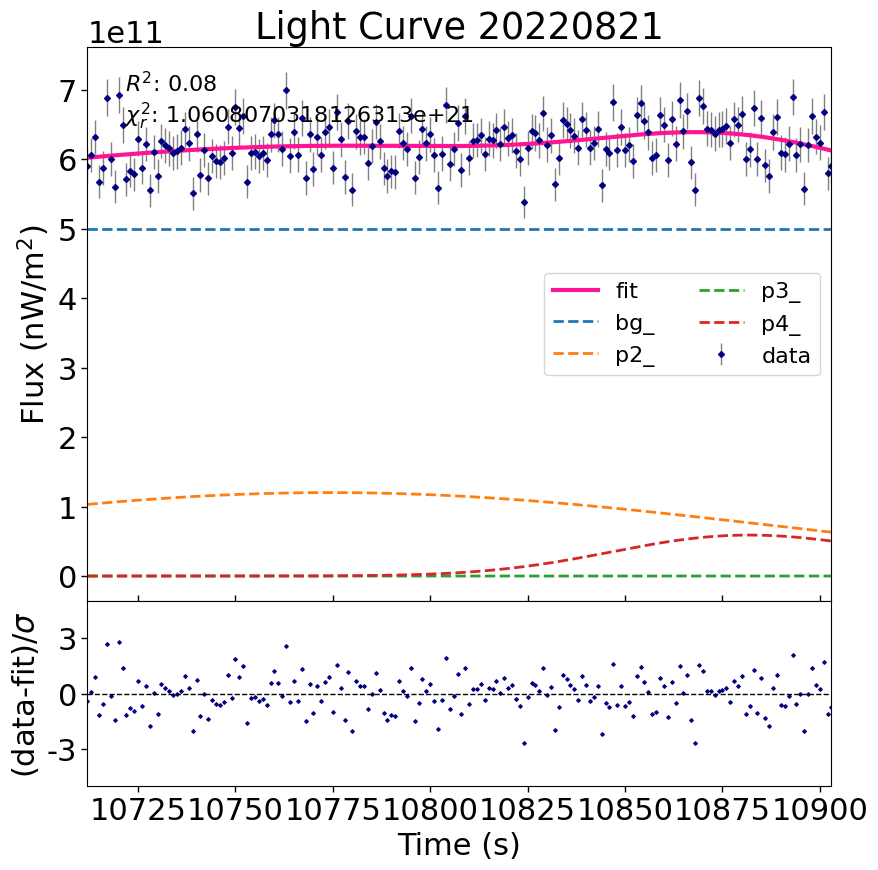 Light Curve 20220821
1e11
R²: 0.08
χ²ᵣ: 1.0608070318126313e+21
7
6
5
4
3
2
1
0
Flux (nW/m²)
fit
bg_
p2_
p3_
p4_
data
3
0
-3
(data-fit)/σ
10725 10750 10775 10800 10825 10850 10875 10900
Time (s)